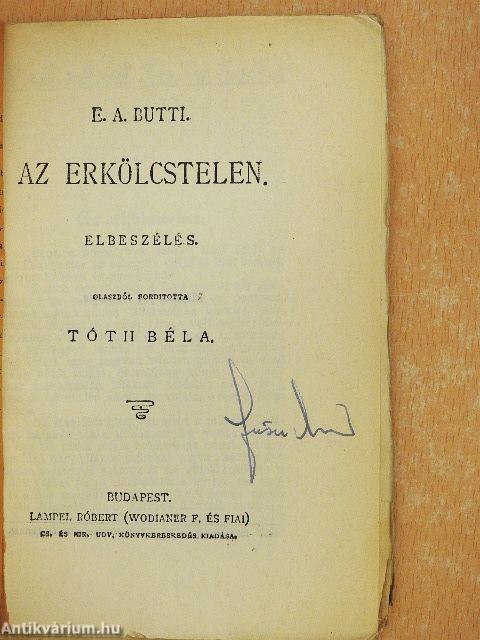 E. A. BUTTI.
AZ ERKÖLCSTELEN.
ELBESZÉLÉS.
OLASZBÓL FORDITOTTA
TÓTH BÉLA.
BUDAPEST.
LAMPEL RÓBERT (WODIANER F. ÉS FIAI)
CS. ÉS KIR. UDV. KÖNYVKERESKEDÉS KIADÁSA.
Antikvárium.hu